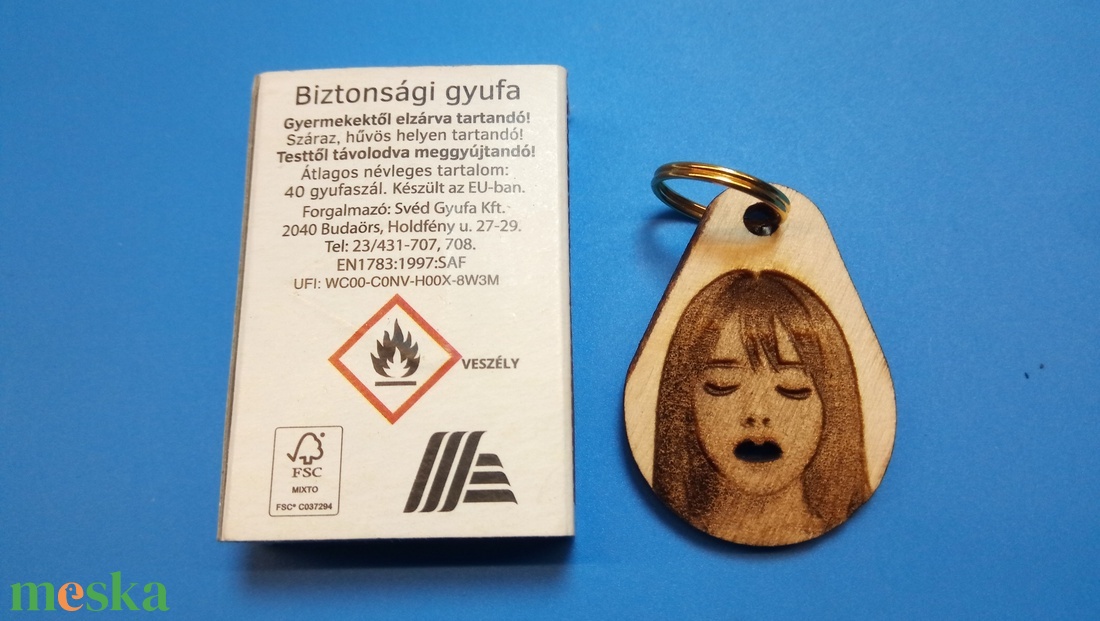 Biztonsági gyufa
Gyermekektől elzárva tartandó!
Száraz, hűvös helyen tartandó!
Testtől távolodva meggyújtandó!
Átlagos névleges tartalom:
40 gyufaszál. Készült az EU-ban.
Forgalmazó: Svéd Gyufa Kft.
2040 Budaörs, Holdfény u. 27-29.
Tel: 23/431-707, 708.
EN1783:1997:SAF
UFI: WC00-C0NV-H00X-8W3M
VESZÉLY
FSC
MIXTO
FSC® C037294
meska